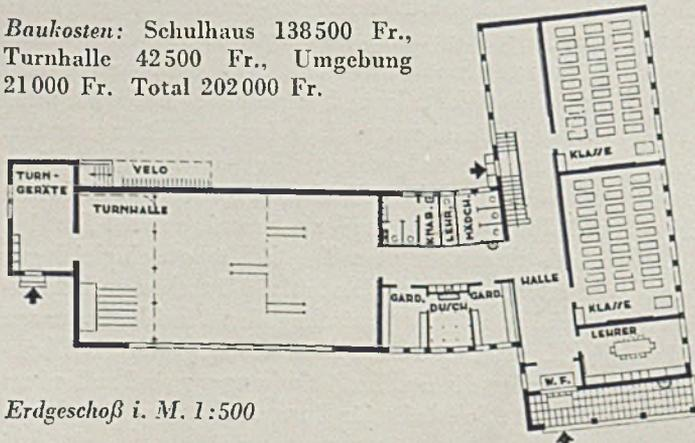 Baukosten: Schulhaus 138500 Fr.,
Turnhalle 42500 Fr., Umgebung
21000 Fr. Total 202000 Fr.
KLASSE
TURN-
GERÄTE
VELO
TURNHALLE
KNAB.
LEHR.
MÄDCH.
HALLE
GARD.
DUSCH.
GARD.
KLASSE
LEHRER
W.F.
Erdgeschoß i. M. 1:500